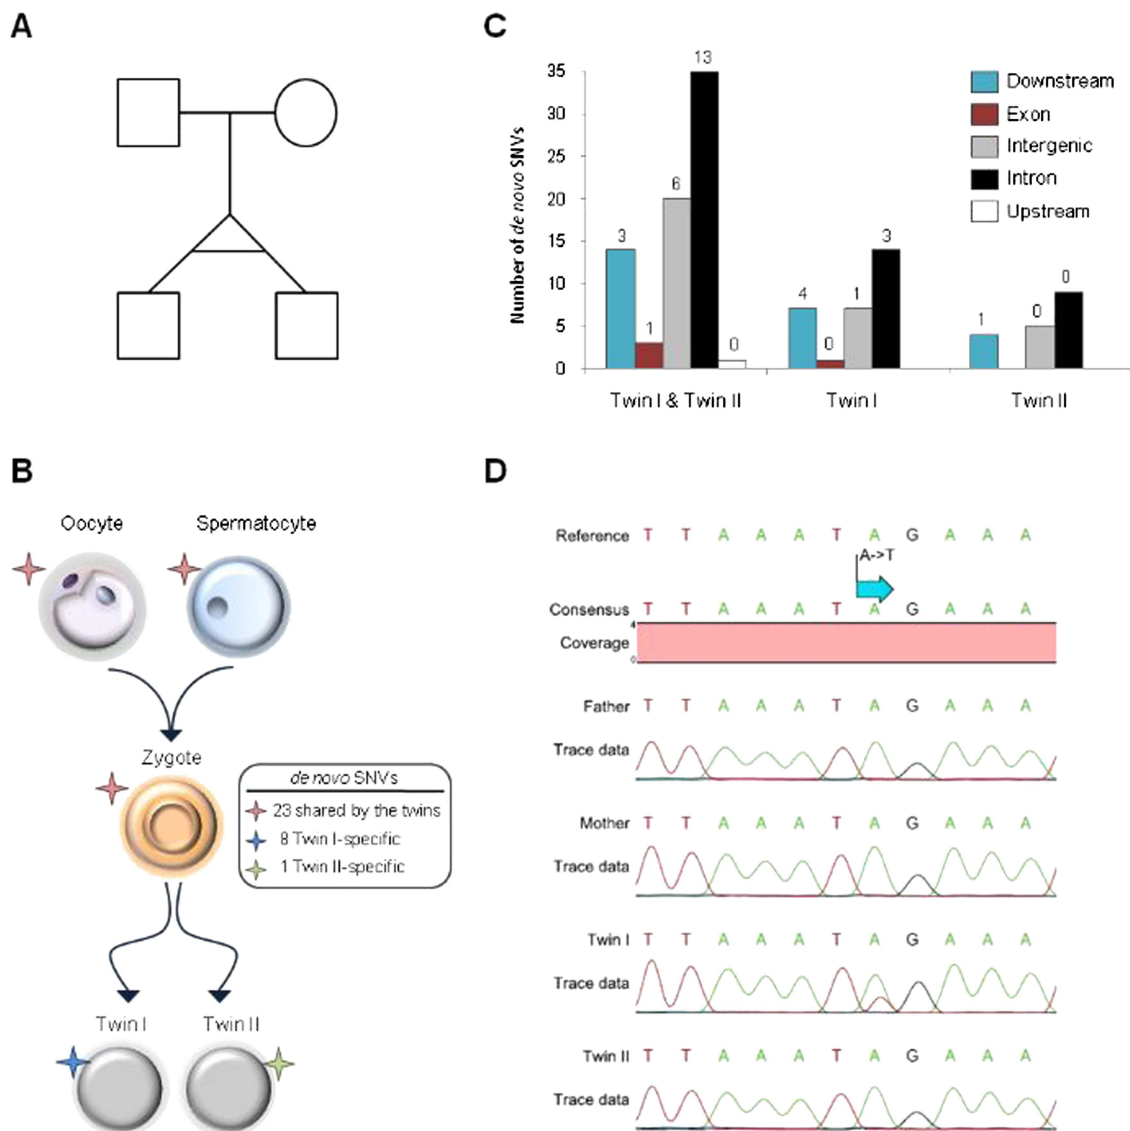 A
C
Number of de novo SNVs
35
30
25
20
15
10
5
0
3
1
6
13
0
4
0
1
3
1
0
0
Twin I & Twin II
Twin I
Twin II
Downstream
Exon
Intergenic
Intron
Upstream
B
Oocyte
Spermatocyte
Zygote
de novo SNVs
23 shared by the twins
8 Twin I-specific
1 Twin II-specific
Twin I
Twin II
D
Reference T T A A A T A G A A A
A->T
Consensus T T A A A T A G A A A
4
Coverage
0
Father T T A A A T A G A A A
Trace data
Mother T T A A A T A G A A A
Trace data
Twin I T T A A A T A G A A A
Trace data
Twin II T T A A A T A G A A A
Trace data